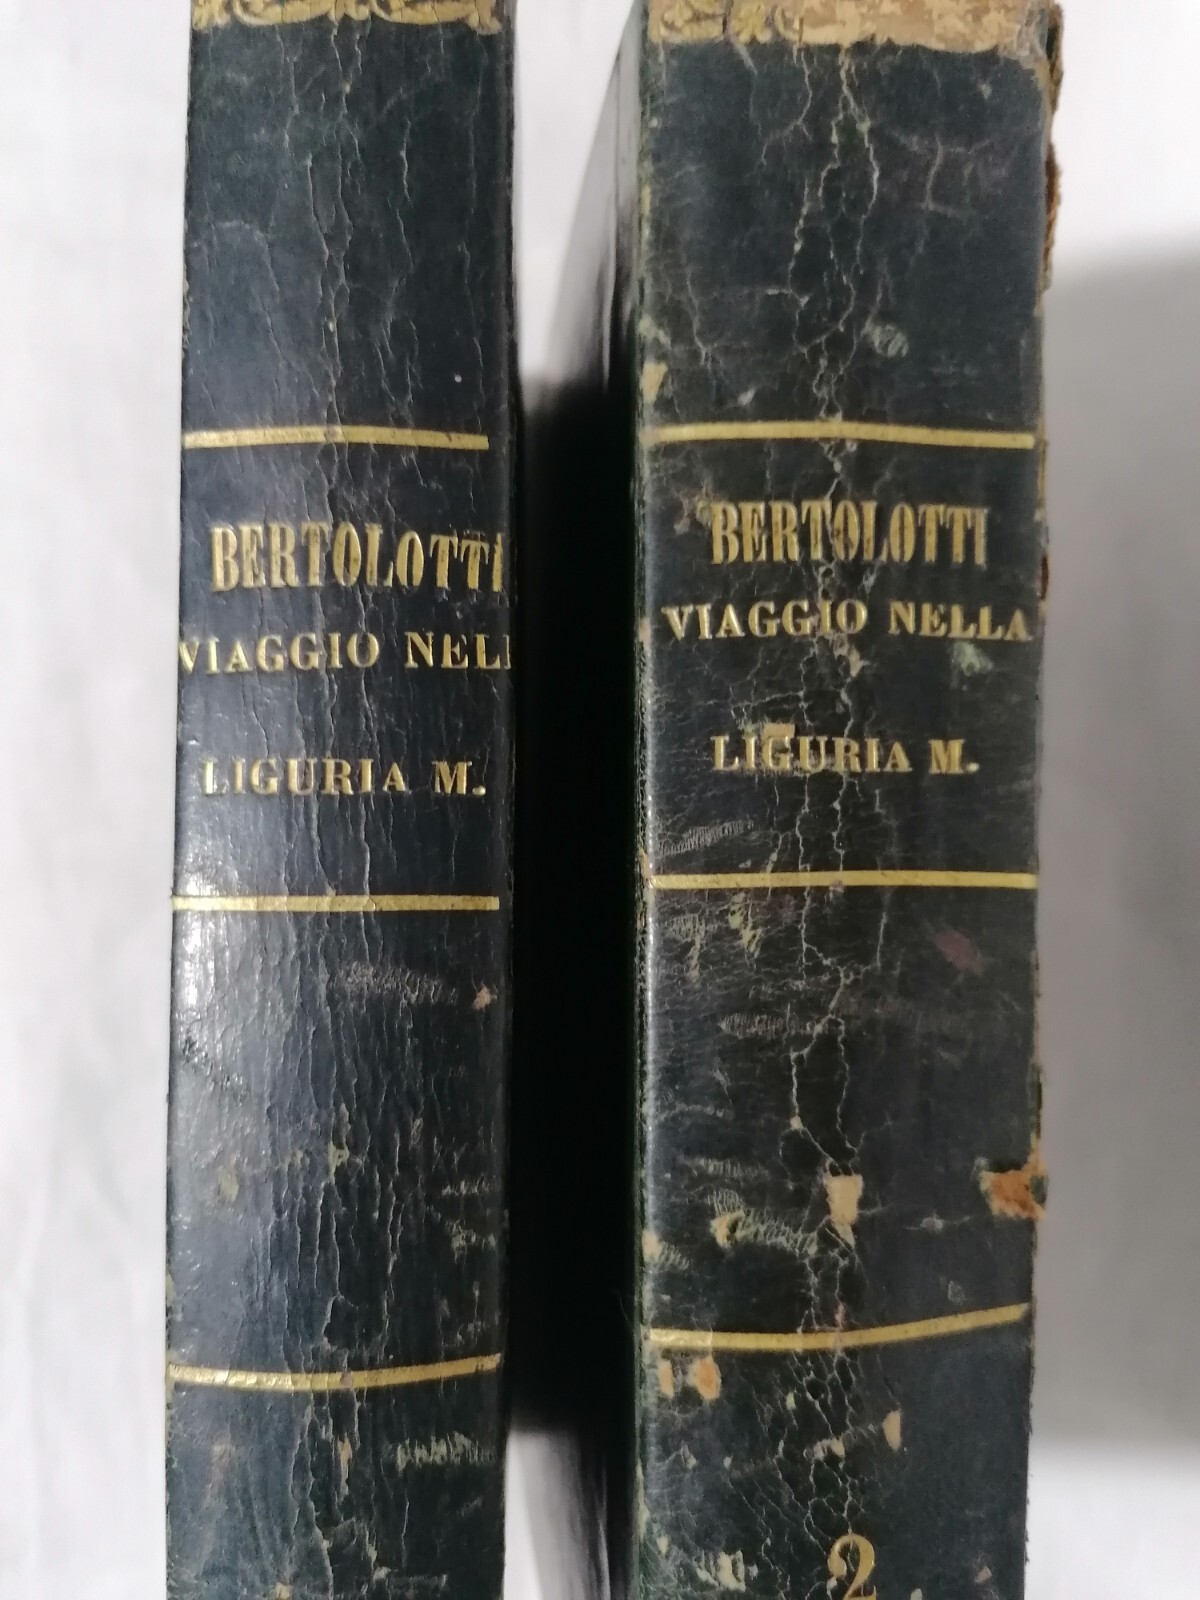 BERTOLOTTI
VIAGGIO NELL
LIGURIA M.
BERTOLOTTI
VIAGGIO NELLA
LIGURIA M.
2